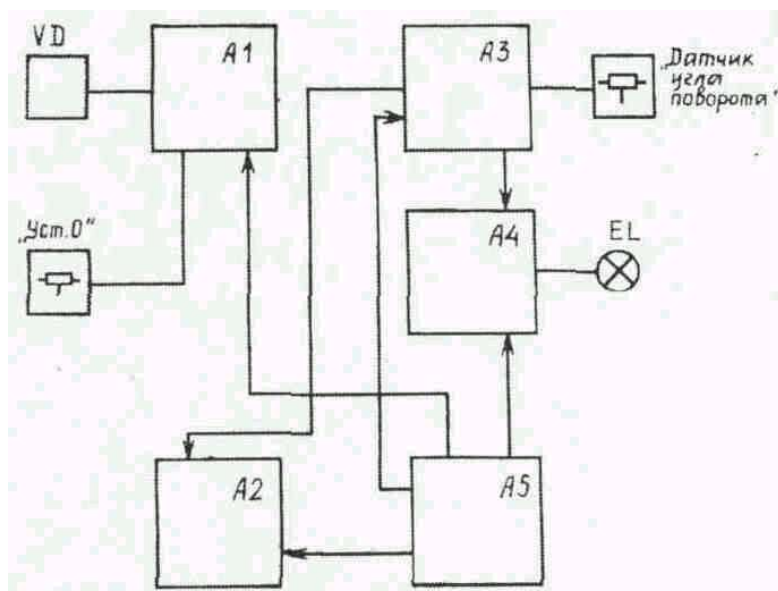 VD
A1
A3
„Датчик
угла
поворота"
„Уст.0"
A4
EL
A2
A5